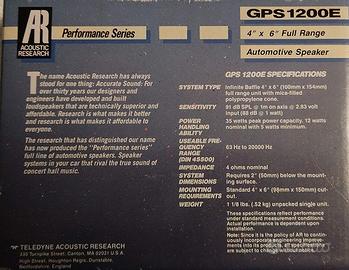 AR
ACOUSTIC
RESEARCH
Performance Series
GPS1200E
4" x 6" Full Range
Automotive Speaker
The name Acoustic Research has always
stood for one thing: Accurate Sound: For
over thirty years our designers and
engineers have developed and built
loudspeakers that are technically superior and
affordable. Research is what makes it better
and research is what makes it affordable to
everyone.
The research that has distinguished our name
has now produced the "Performance series"
full line of automotive speakers. Speaker
systems in your car that rival the true sound of
concert hall music.
GPS 1200E SPECIFICATIONS
SYSTEM TYPE Infinite Baffle 4" x 6" (100mm x 154mm)
full range unit with mica-filled
polypropylene cone.
SENSITIVITY 91 dB SPL @ 1m on axis @ 2.83 volt
input (88 dB @ 1 watt)
POWER HANDLING ABILITY 35 watts peak power capacity, 12 watts
nominal with 5 watts minimum.
USEABLE FREQUENCY RANGE (DIN 45500) 63 Hz to 20000 Hz
IMPEDANCE 4 ohms nominal
SYSTEM DIMENSIONS Requires 2" (50mm) below the mounting
surface.
MOUNTING REQUIREMENTS Standard 4" x 6" (98mm x 150mm) cut-
out.
WEIGHT 1 1/8 lbs. (.52 kg) unpacked single unit.
These specifications reflect performance
under standard measurement conditions.
Actual performance is dependent upon
installation.
Note: Since it is the policy of AR to continuously
incorporate engineering improvements
into its products, all specifications
are subject to change without notice.
TELEDYNE ACOUSTIC RESEARCH
330 Turnpike Street, Canton, MA 02021 U.S.A.
High Street, Houghton Regis, Dunstable,
Bedfordshire, England